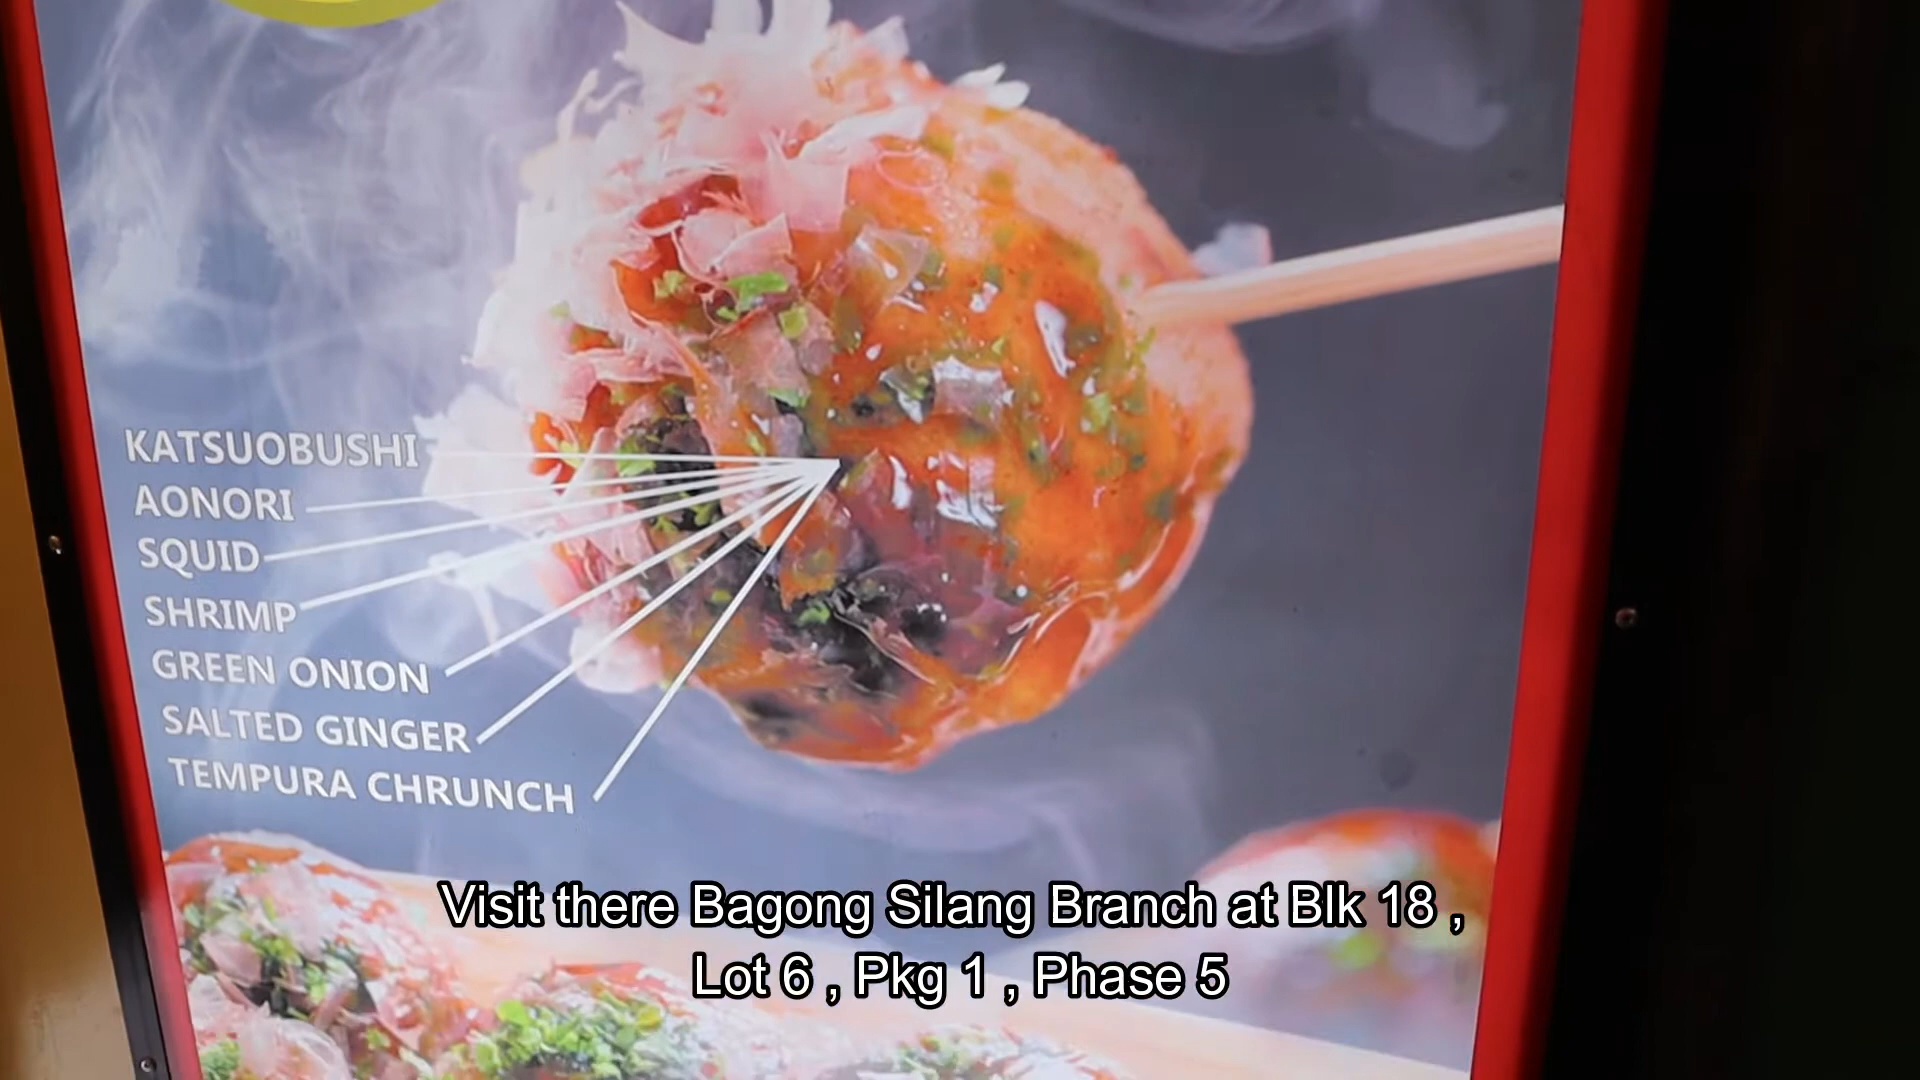 KATSUOBUSHI
AONORI
SQUID
SHRIMP
GREEN ONION
SALTED GINGER
TEMPURA CHRUNCH
Visit there Bagong Silang Branch at Blk 18 ,
Lot 6 , Pkg 1 , Phase 5